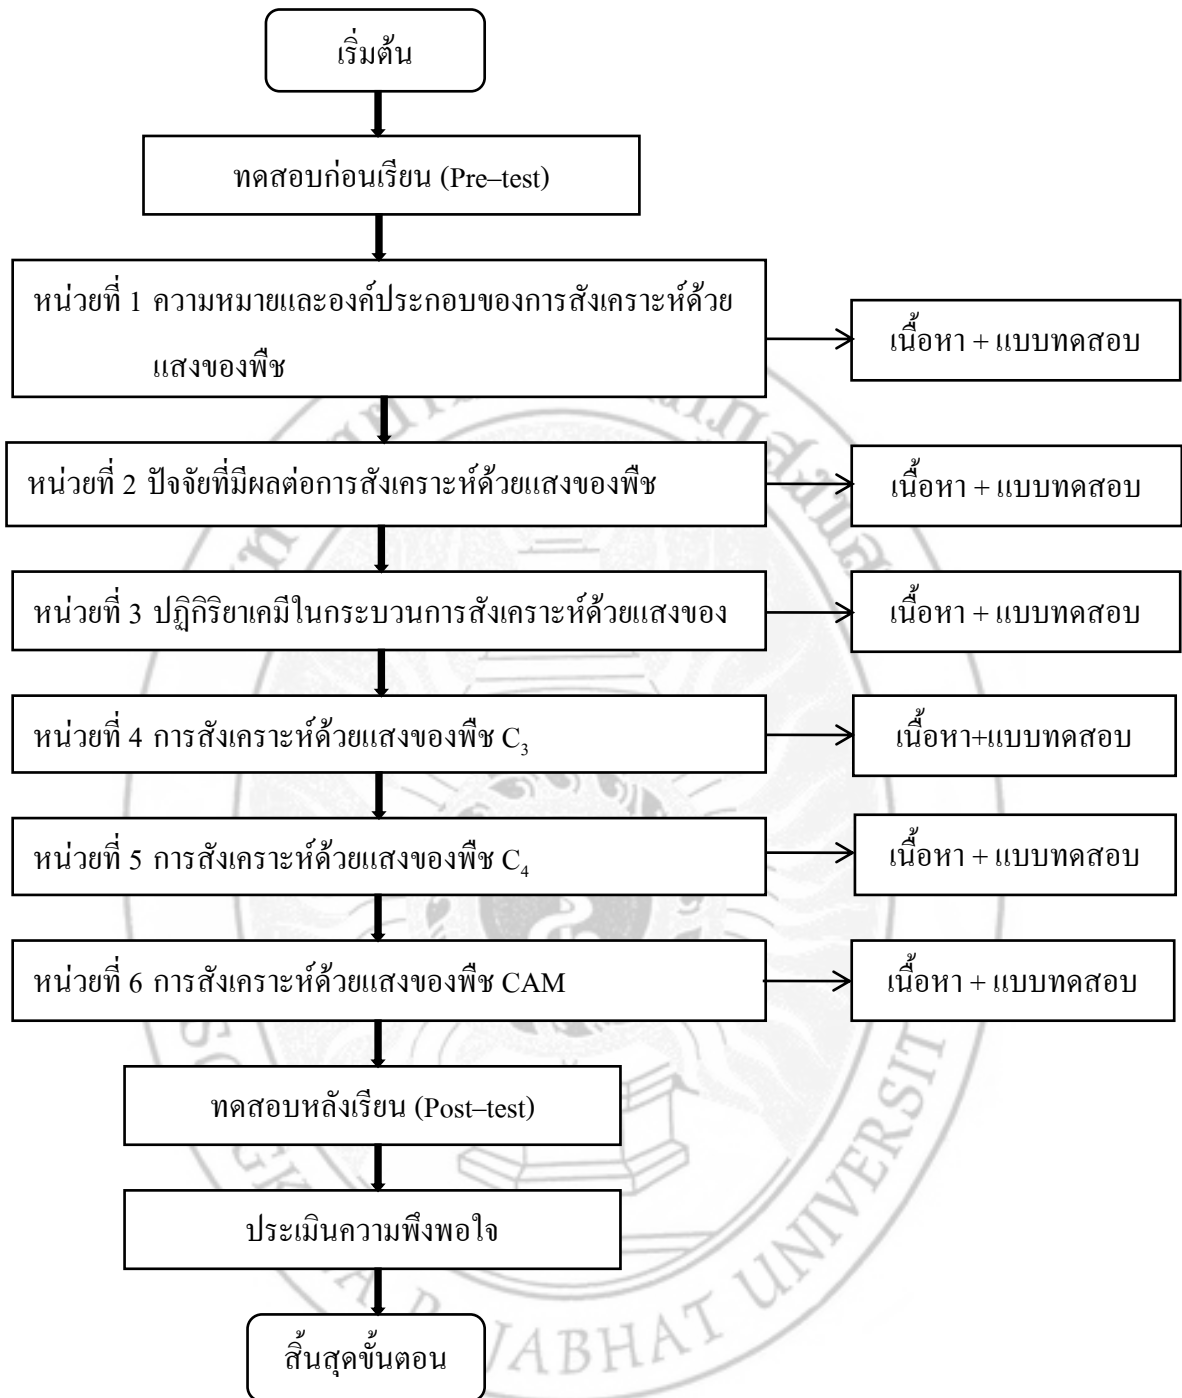 เริ่มต้น
ทดสอบก่อนเรียน (Pre–test)
หน่วยที่ 1 ความหมายและองค์ประกอบของการสังเคราะห์ด้วย
แสงของพืช
เนื้อหา + แบบทดสอบ
หน่วยที่ 2 ปัจจัยที่มีผลต่อการสังเคราะห์ด้วยแสงของพืช
เนื้อหา + แบบทดสอบ
หน่วยที่ 3 ปฏิกิริยาเคมีในกระบวนการสังเคราะห์ด้วยแสงของ
เนื้อหา + แบบทดสอบ
หน่วยที่ 4 การสังเคราะห์ด้วยแสงของพืช C₃
เนื้อหา+แบบทดสอบ
หน่วยที่ 5 การสังเคราะห์ด้วยแสงของพืช C₄
เนื้อหา + แบบทดสอบ
หน่วยที่ 6 การสังเคราะห์ด้วยแสงของพืช CAM
เนื้อหา + แบบทดสอบ
ทดสอบหลังเรียน (Post–test)
ประเมินความพึงพอใจ
สิ้นสุดขั้นตอน